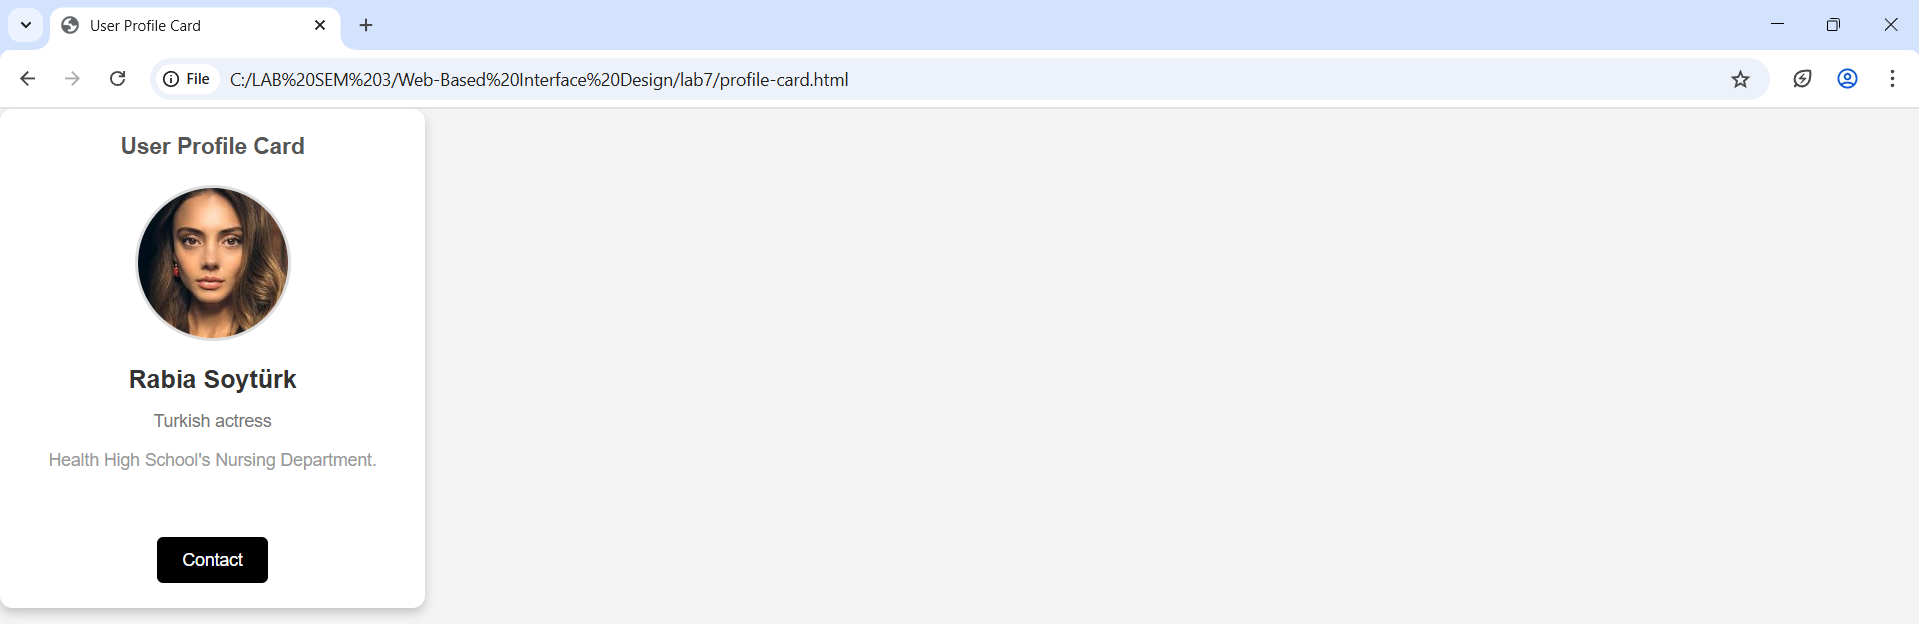 User Profile Card
File C:/LAB%20SEM%203/Web-Based%20Interface%20Design/lab7/profile-card.html
User Profile Card
Rabia Soytürk
Turkish actress
Health High School's Nursing Department.
Contact